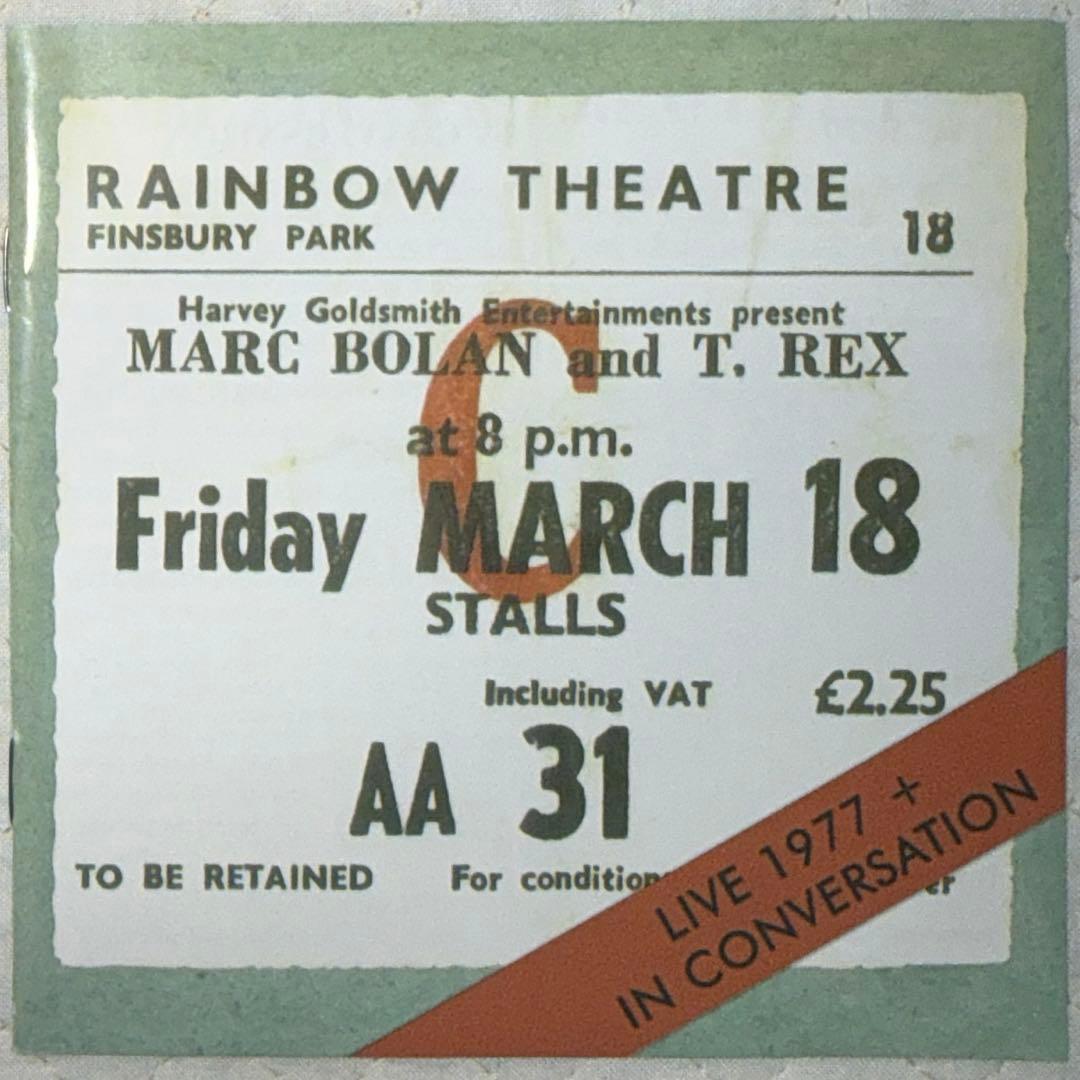 RAINBOW THEATRE
FINSBURY PARK 18
Harvey Goldsmith Entertainments present
MARC BOLAN and T. REX
C
at 8 p.m.
Friday MARCH 18
STALLS
Including VAT £2.25
AA 31
TO BE RETAINED For
LIVE 1977 +
IN CONVERSATION